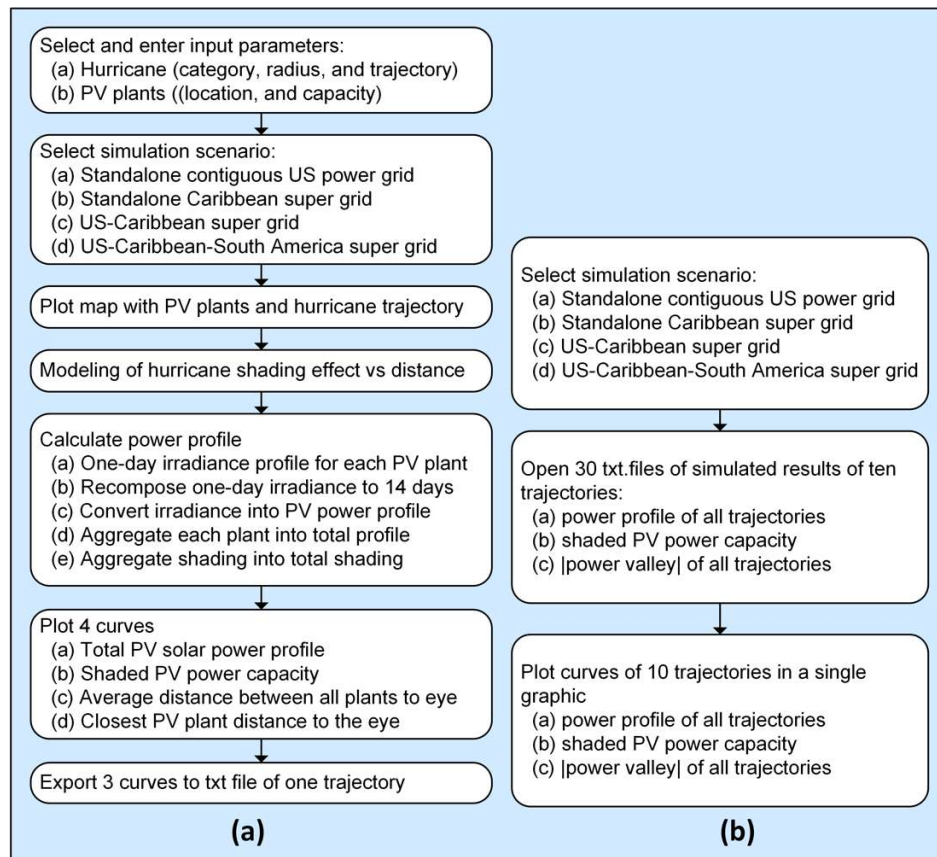 Select and enter input parameters:
(a) Hurricane (category, radius, and trajectory)
(b) PV plants ((location, and capacity)
Select simulation scenario:
(a) Standalone contiguous US power grid
(b) Standalone Caribbean super grid
(c) US-Caribbean super grid
(d) US-Caribbean-South America super grid
Plot map with PV plants and hurricane trajectory
Modeling of hurricane shading effect vs distance
Calculate power profile
(a) One-day irradiance profile for each PV plant
(b) Recompose one-day irradiance to 14 days
(c) Convert irradiance into PV power profile
(d) Aggregate each plant into total profile
(e) Aggregate shading into total shading
Plot 4 curves
(a) Total PV solar power profile
(b) Shaded PV power capacity
(c) Average distance between all plants to eye
(d) Closest PV plant distance to the eye
Export 3 curves to txt file of one trajectory
(a)
Select simulation scenario:
(a) Standalone contiguous US power grid
(b) Standalone Caribbean super grid
(c) US-Caribbean super grid
(d) US-Caribbean-South America super grid
Open 30 txt.files of simulated results of ten
trajectories:
(a) power profile of all trajectories
(b) shaded PV power capacity
(c) |power valley| of all trajectories
Plot curves of 10 trajectories in a single
graphic
(a) power profile of all trajectories
(b) shaded PV power capacity
(c) |power valley| of all trajectories
(b)